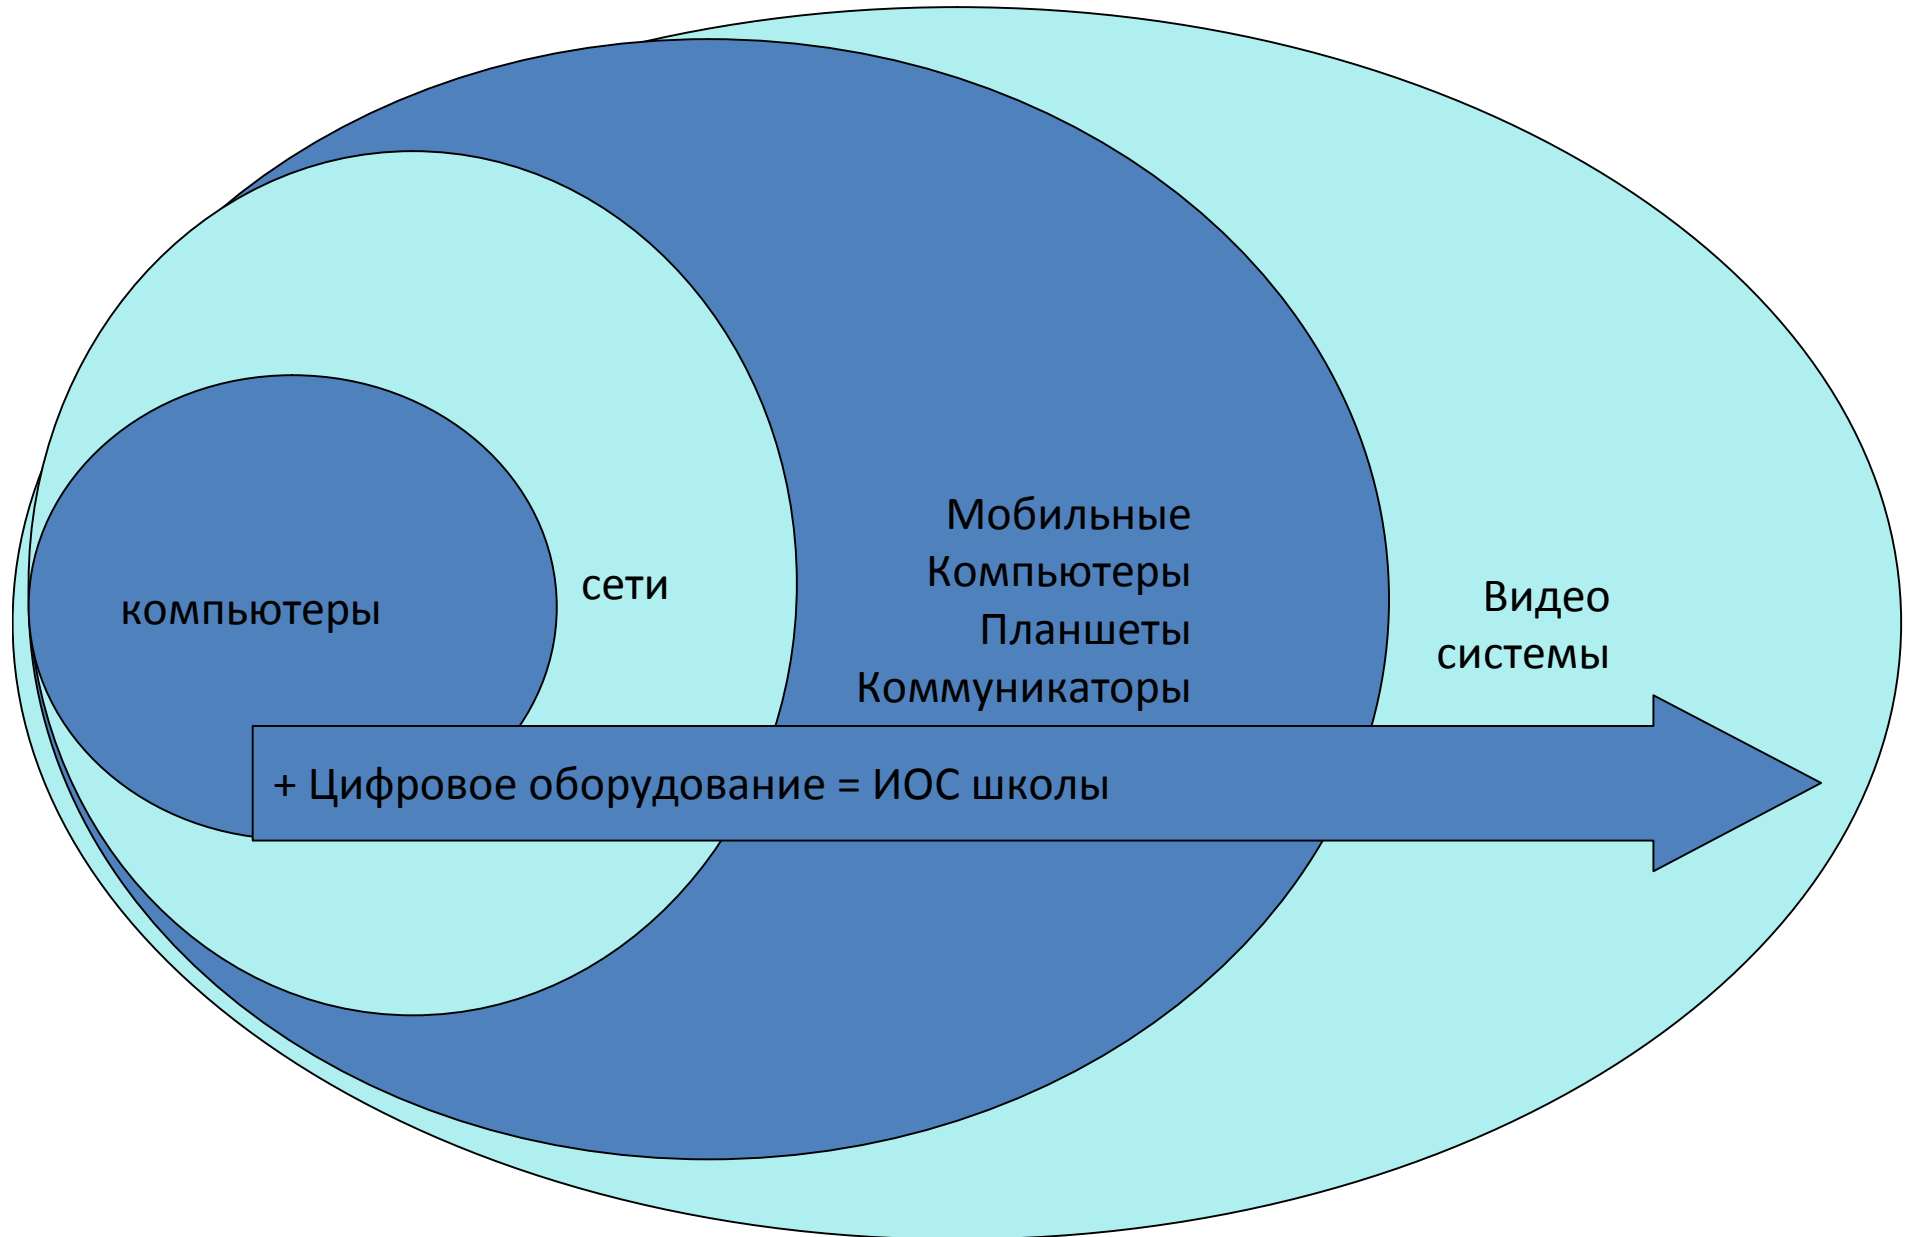 компьютеры
сети
Мобильные
Компьютеры
Планшеты
Коммуникаторы
Видео
системы
+ Цифровое оборудование = ИОС школы